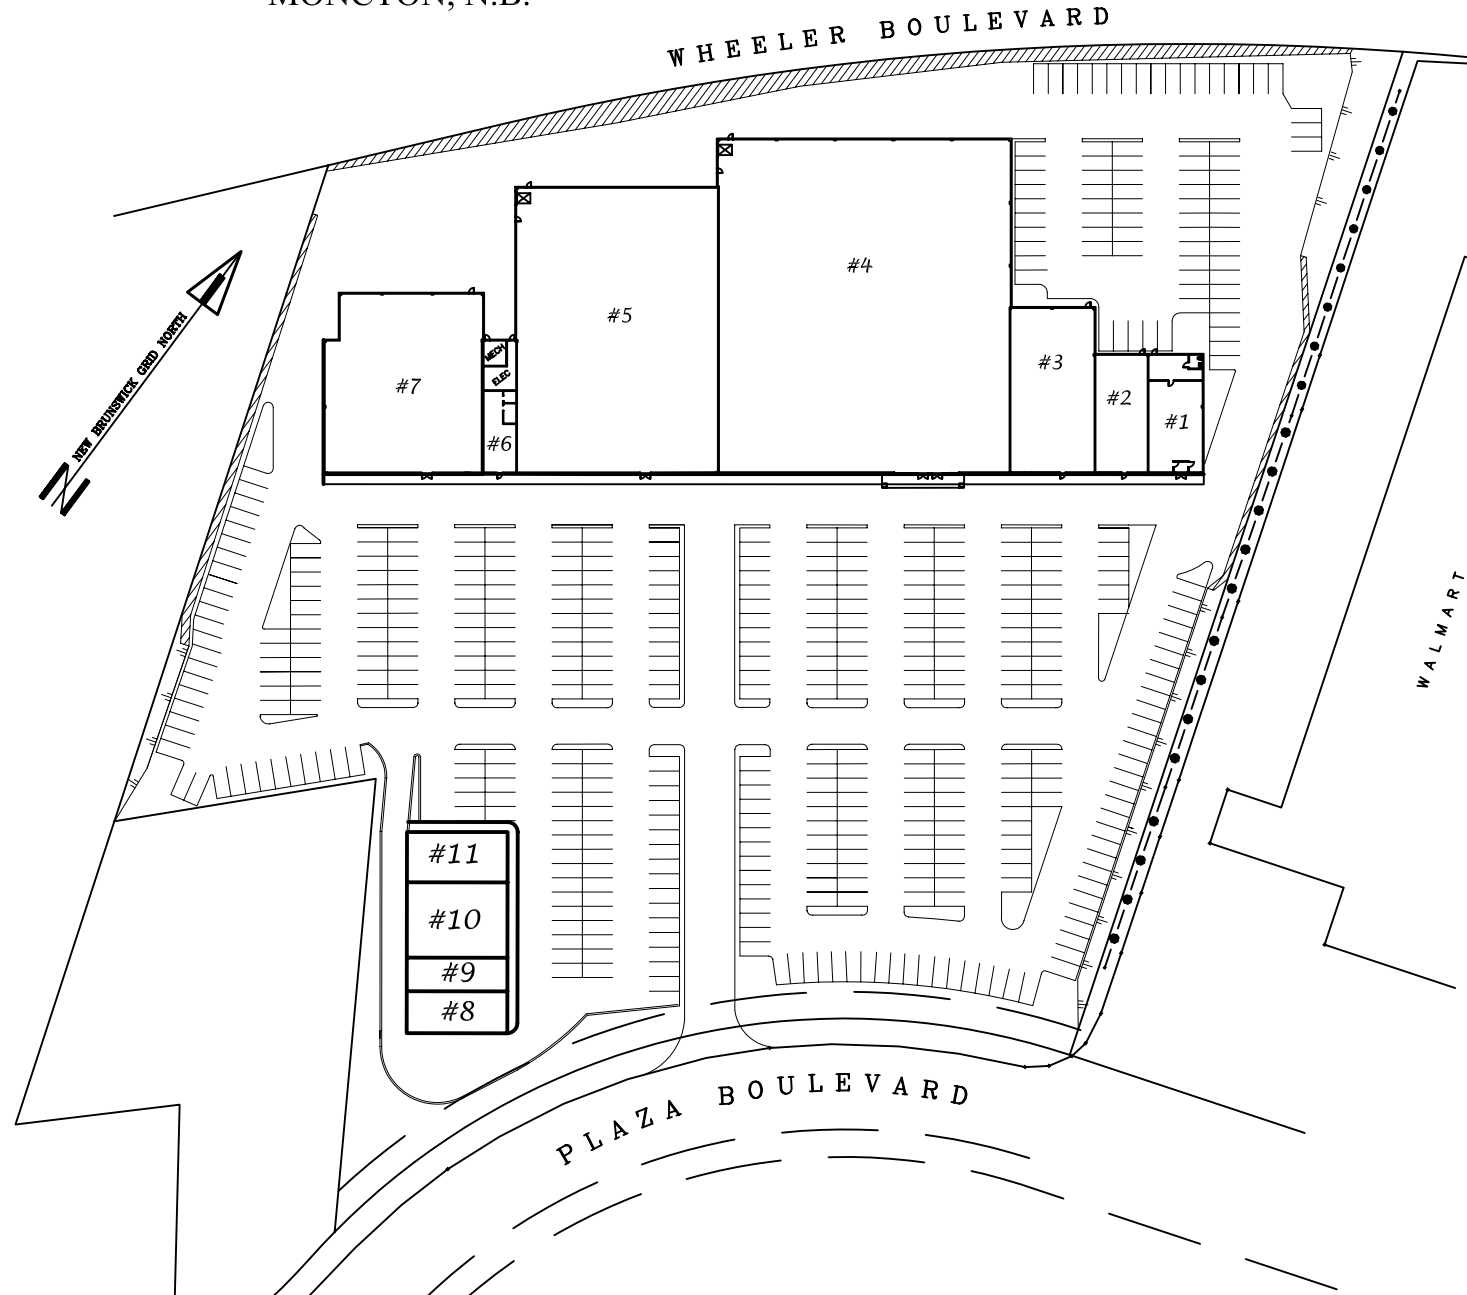 MONCTON, N.B.
WHEELER BOULEVARD
#4
#5
#3
#7
MECH
ELEC
#2
#1
#6
NEW BRUNSWICK GRID NORTH
N
WALMART
#11
#10
#9
#8
PLAZA BOULEVARD